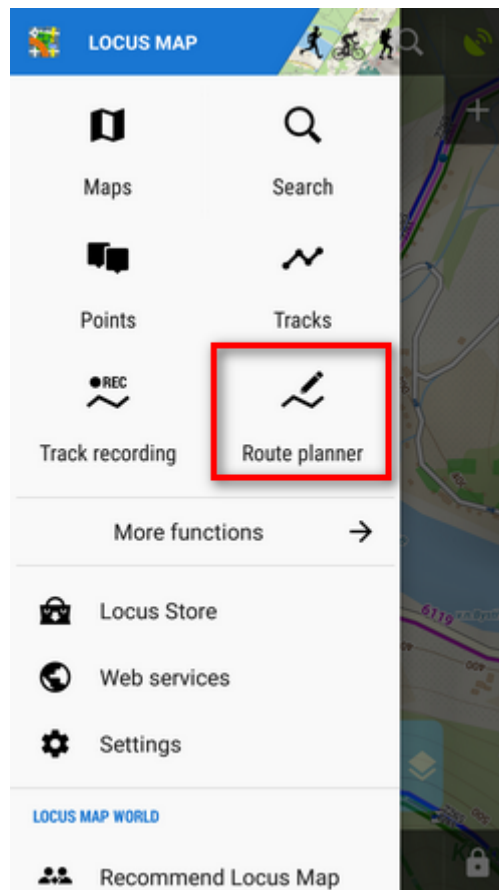 LOCUS MAP
Maps
Search
Points
Tracks
REC
Track recording
Route planner
More functions
Locus Store
Web services
Settings
LOCUS MAP WORLD
Recommend Locus Map
6119